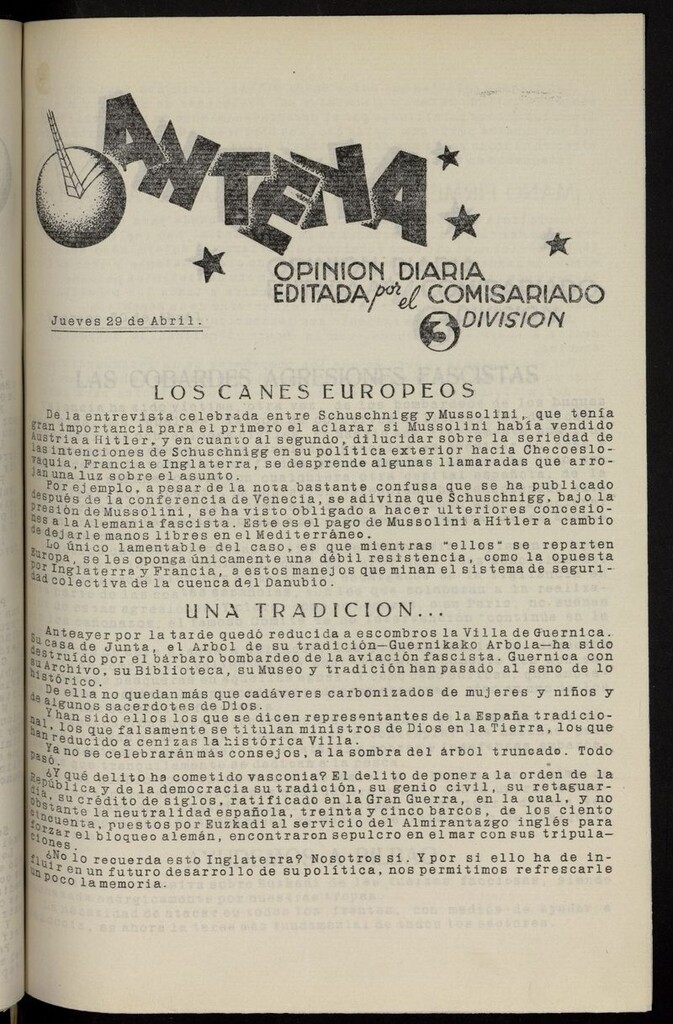 ANTENA
OPINION DIARIA
EDITADA por el COMISARIADO
3 DIVISION
Jueves 29 de Abril.
LOS CANES EUROPEOS
De la entrevista celebrada entre Schuschnigg y Mussolini, que tenía
gran importancia para el primero el aclarar si Mussolini había vendido
Austria a Hitler, y en cuanto al segundo, dilucidar sobre la seriedad de
las intenciones de Schuschnigg en su política exterior hacia Checoeslo-
vaquia, Francia e Inglaterra, se desprende algunas llamaradas que arro-
jan una luz sobre el asunto.
Por ejemplo, a pesar de la nota bastante confusa que se ha publicado
después de la conferencia de Venecia, se adivina que Schuschnigg, bajo la
presión de Mussolini, se ha visto obligado a hacer ulteriores concesio-
nes a la Alemania fascista. Este es el pago de Mussolini a Hitler a cambio
de dejarle manos libres en el Mediterráneo.
Lo único lamentable del caso, es que mientras "ellos" se reparten
Europa, se les oponga únicamente una débil resistencia, como la opuesta
por Inglaterra y Francia, a estos manejos que minan el sistema de seguri-
dad colectiva de la cuenca del Danubio.
UNA TRADICION...
Anteayer por la tarde quedó reducida a escombros la Villa de Guernica.
Su Casa de Junta, el Arbol de su tradición—Guernikako Arbola—ha sido
destruído por el bárbaro bombardeo de la aviación fascista. Guernica con
su Archivo, su Biblioteca, su Museo y tradición han pasado al seno de lo
histórico.
De ella no quedan más que cadáveres carbonizados de mujeres y niños y
de algunos sacerdotes de Dios.
Y han sido ellos los que se dicen representantes de la España tradicio-
nal, los que falsamente se titulan ministros de Dios en la Tierra, los que
han reducido a cenizas la histórica Villa.
Ya no se celebrarán más consejos, a la sombra del árbol truncado. Todo
pasó.
¿Y qué delito ha cometido vasconia? El delito de poner a la orden de la
República y de la democracia su tradición, su genio civil, su retaguar-
dia, su crédito de siglos, ratificado en la Gran Guerra, en la cual, y no
obstante la neutralidad española, treinta y cinco barcos, de los ciento
cincuenta, puestos por Euzkadi al servicio del Almirantazgo inglés para
forzar el bloqueo alemán, encontraron sepulcro en el mar con sus tripula-
ciones.
¿No lo recuerda esto Inglaterra? Nosotros sí. Y por si ello ha de in-
fluir en un futuro desarrollo de su política, nos permitimos refrescarle
un poco la memoria.